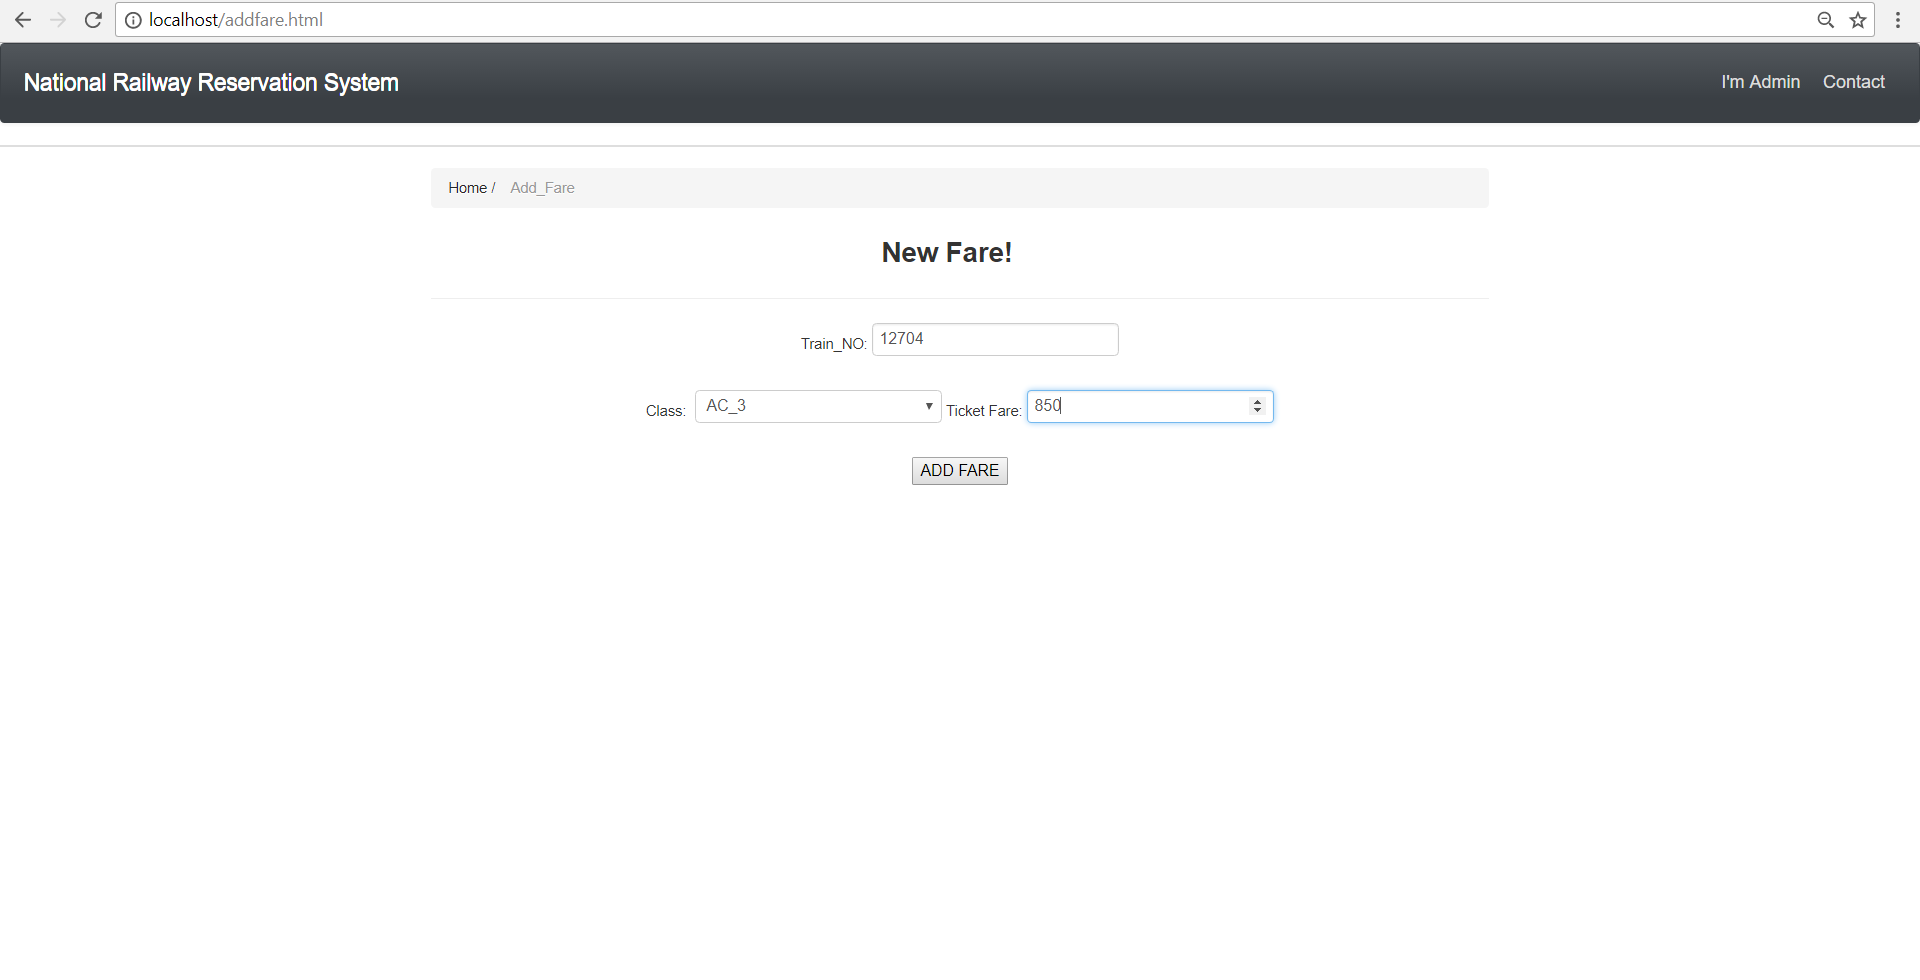 localhost/addfare.html
National Railway Reservation System I'm Admin Contact
Home / Add_Fare
New Fare!
Train_NO: 12704
Class: AC_3 Ticket Fare: 850
ADD FARE